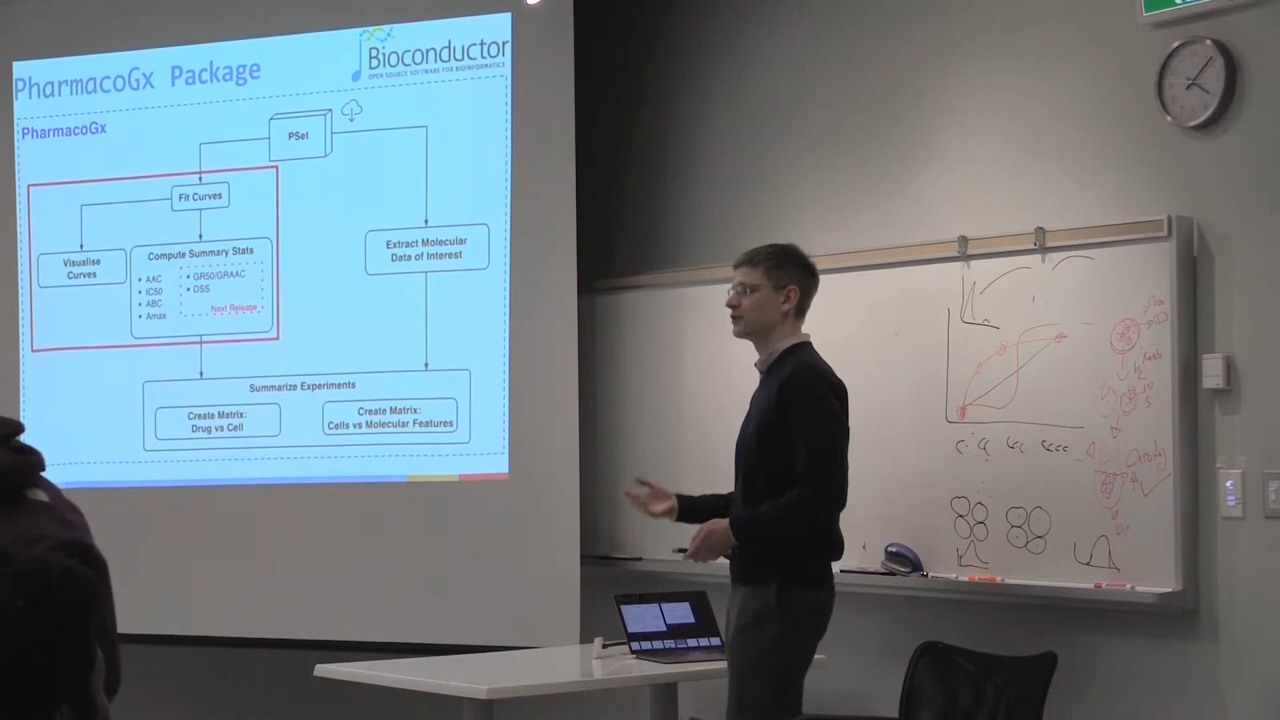 PharmacoGx Package
Bioconductor
OPEN SOURCE SOFTWARE FOR BIOINFORMATICS
PharmacoGx
PSet
Fit Curves
Visualise
Curves
Compute Summary Stats
• AAC
• IC50
• ABC
• Amax
• GR50/GRAAC
• DSS
Next Release
Extract Molecular
Data of Interest
Summarize Experiments
Create Matrix:
Drug vs Cell
Create Matrix:
Cells vs Molecular Features